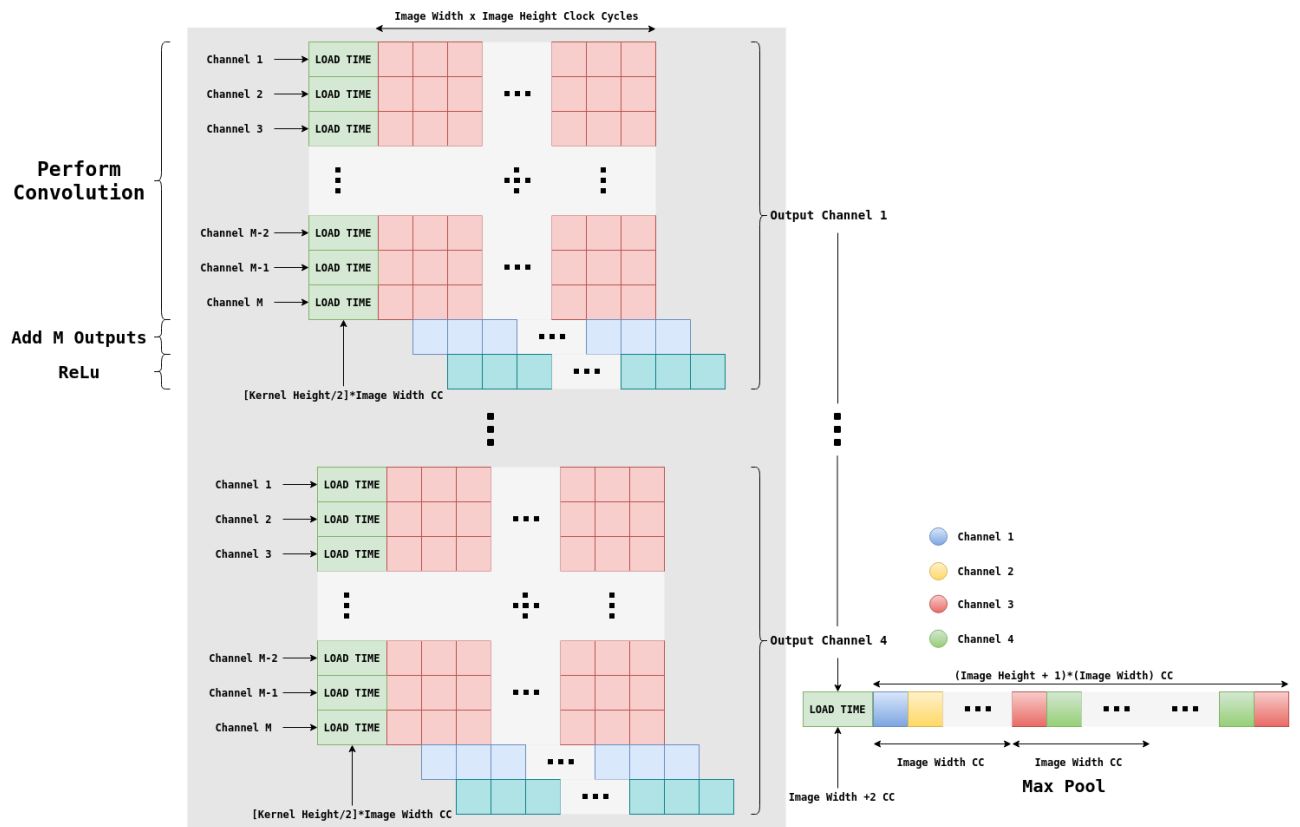 Image Width x Image Height Clock Cycles
Channel 1
LOAD TIME
Channel 2
LOAD TIME
Channel 3
LOAD TIME
Perform
Convolution
Output Channel 1
Channel M-2
LOAD TIME
Channel M-1
LOAD TIME
Channel M
LOAD TIME
Add M Outputs
ReLu
[Kernel Height/2]*Image Width CC
Channel 1
LOAD TIME
Channel 2
LOAD TIME
Channel 3
LOAD TIME
Output Channel 4
Channel M-2
LOAD TIME
Channel M-1
LOAD TIME
Channel M
LOAD TIME
[Kernel Height/2]*Image Width CC
Channel 1
Channel 2
Channel 3
Channel 4
(Image Height + 1)*(Image Width) CC
LOAD TIME
Image Width CC
Image Width CC
Max Pool
Image Width +2 CC